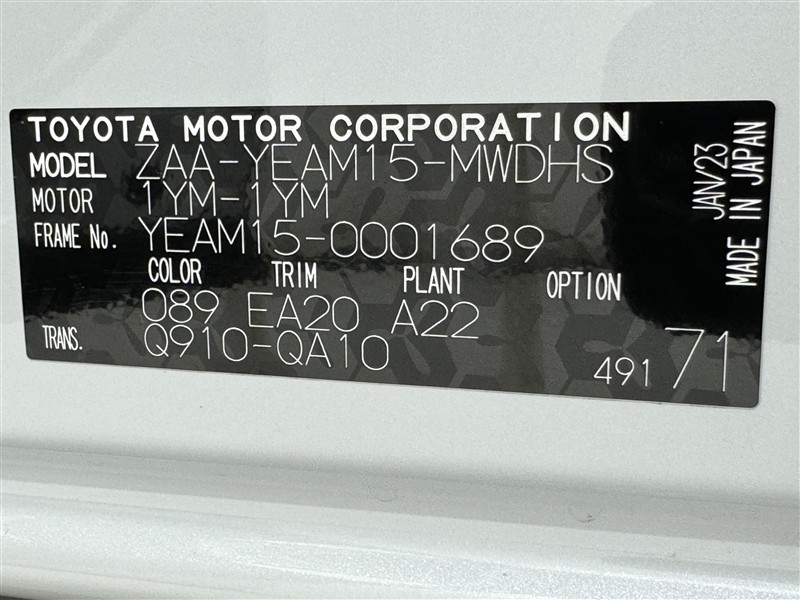 TOYOTA MOTOR CORPORATION
MODEL ZAA-YEAM15-MWDHS
MOTOR 1YM-1YM
FRAME No. YEAM15-0001689
COLOR TRIM PLANT OPTION
089 EA20 A22
TRANS. Q910-QA10
491 71
JAN/23
MADE IN JAPAN